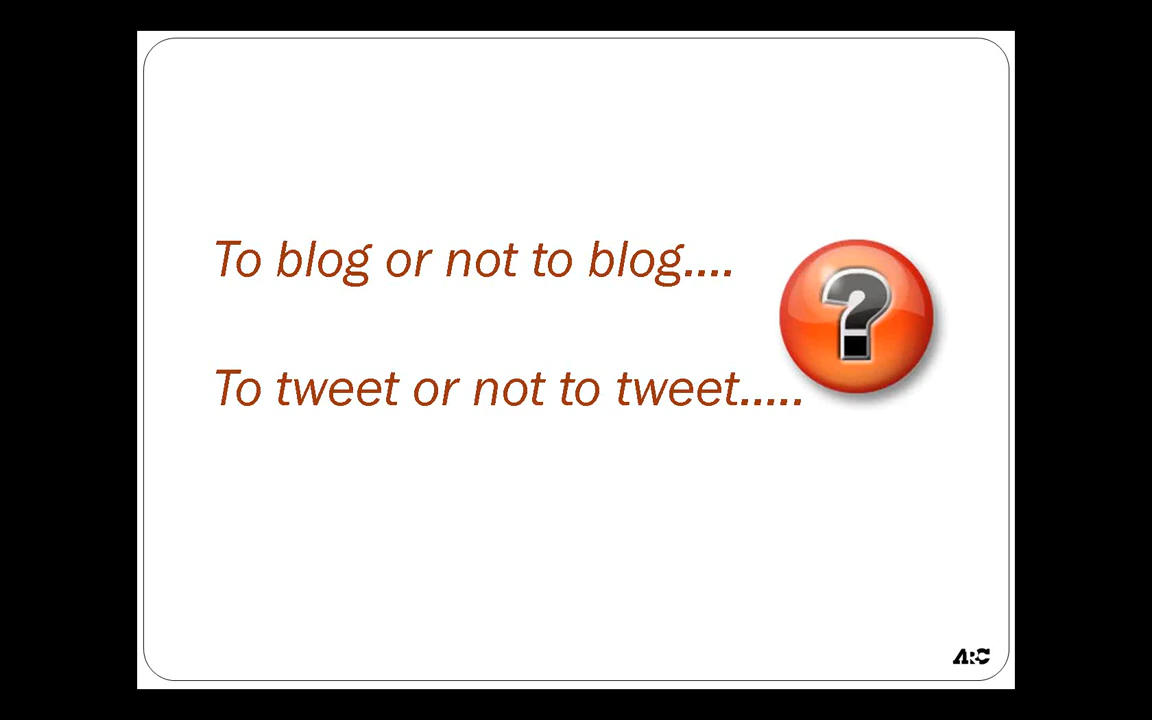 To blog or not to blog....
?
To tweet or not to tweet.....
ARC